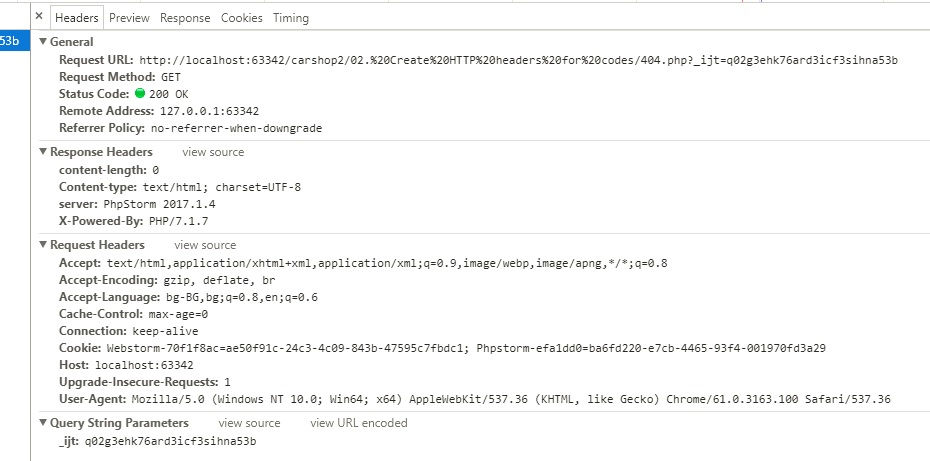 × Headers Preview Response Cookies Timing
53b
▼ General
Request URL: http://localhost:63342/carshop2/02.%20Create%20HTTP%20headers%20for%20codes/404.php?_ijt=q02g3ehk76ard3icf3sihna53b
Request Method: GET
Status Code: 200 OK
Remote Address: 127.0.0.1:63342
Referrer Policy: no-referrer-when-downgrade
▼ Response Headers view source
content-length: 0
Content-type: text/html; charset=UTF-8
server: PhpStorm 2017.1.4
X-Powered-By: PHP/7.1.7
▼ Request Headers view source
Accept: text/html,application/xhtml+xml,application/xml;q=0.9,image/webp,image/apng,*/*;q=0.8
Accept-Encoding: gzip, deflate, br
Accept-Language: bg-BG,bg;q=0.8,en;q=0.6
Cache-Control: max-age=0
Connection: keep-alive
Cookie: Webstorm-70f1f8ac=ae50f91c-24c3-4c09-843b-47595c7fbdc1; Phpstorm-efa1dd0=ba6fd220-e7cb-4465-93f4-001970fd3a29
Host: localhost:63342
Upgrade-Insecure-Requests: 1
User-Agent: Mozilla/5.0 (Windows NT 10.0; Win64; x64) AppleWebKit/537.36 (KHTML, like Gecko) Chrome/61.0.3163.100 Safari/537.36
▼ Query String Parameters view source view URL encoded
_ijt: q02g3ehk76ard3icf3sihna53b